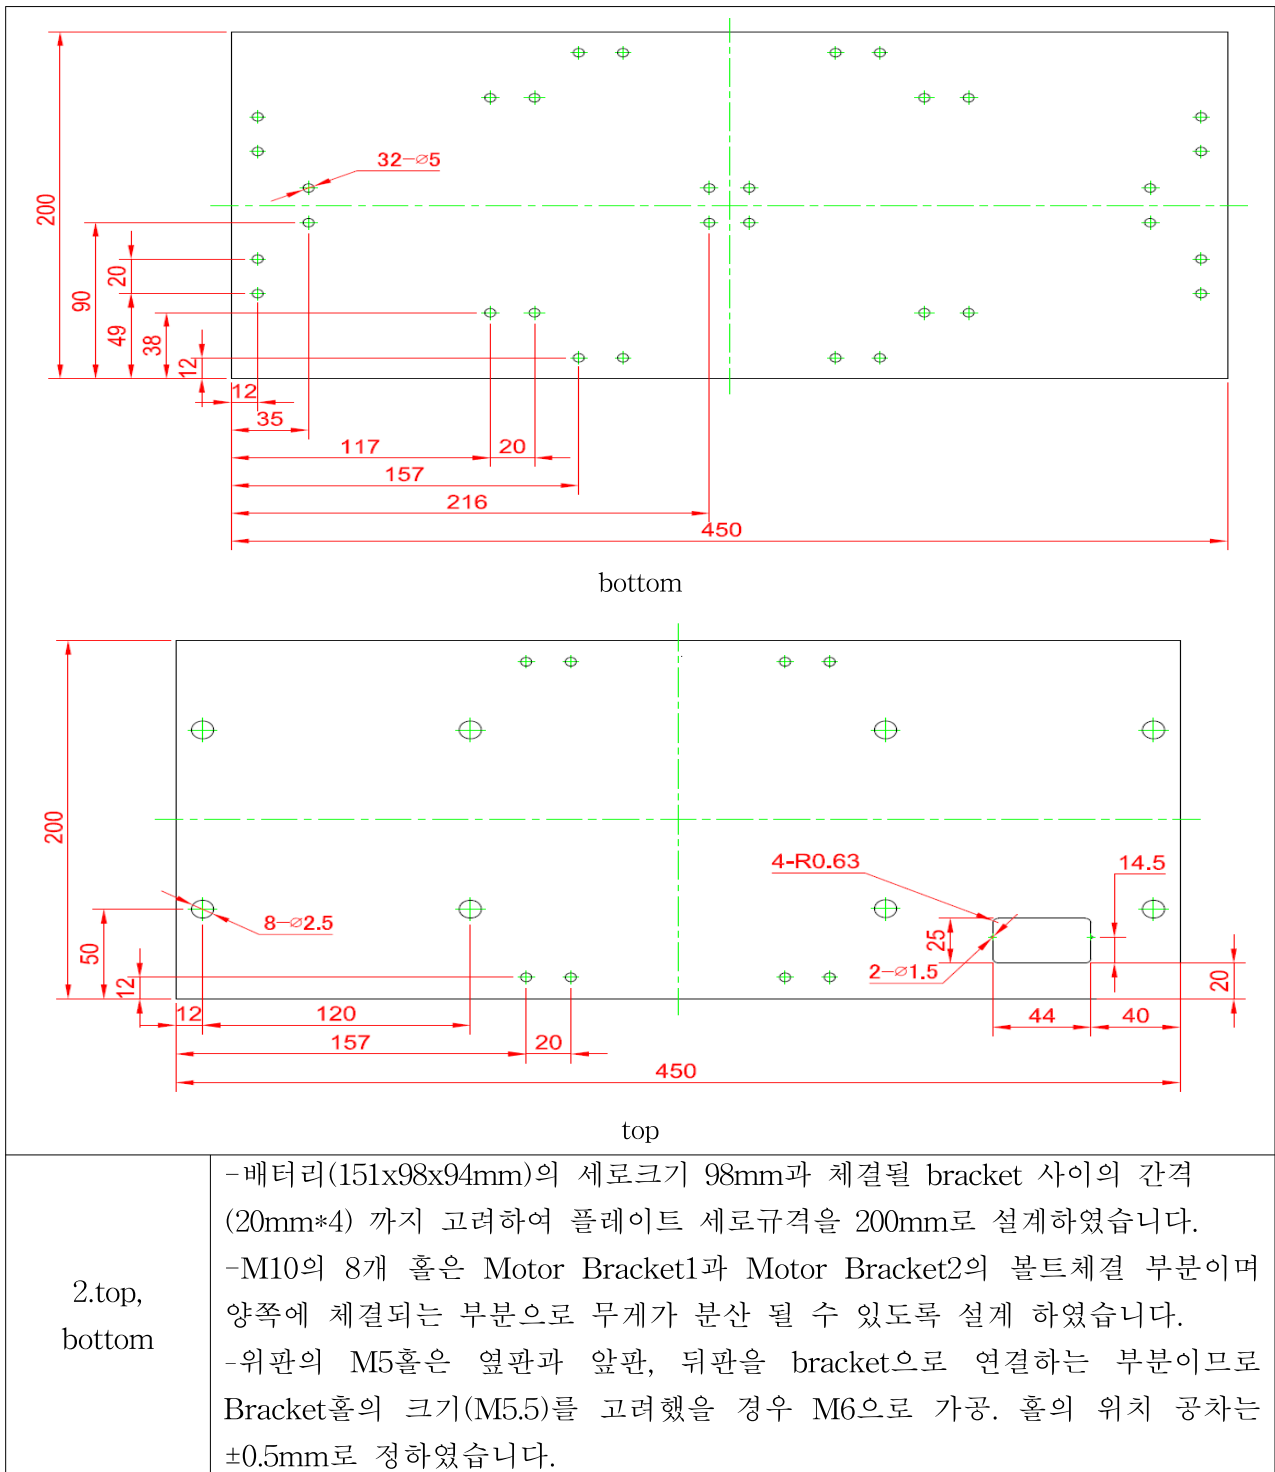 32-⌀5
200
90
20
49
38
12
12
35
117
20
157
216
450
bottom
200
50
12
8-⌀2.5
12
120
157
20
450
4-R0.63
14.5
25
2-⌀1.5
20
44
40
top
2.top,
bottom
-배터리(151x98x94mm)의 세로크기 98mm과 체결될 bracket 사이의 간격
(20mm*4) 까지 고려하여 플레이트 세로규격을 200mm로 설계하였습니다.
-M10의 8개 홀은 Motor Bracket1과 Motor Bracket2의 볼트체결 부분이며
양쪽에 체결되는 부분으로 무게가 분산 될 수 있도록 설계 하였습니다.
-위판의 M5홀은 옆판과 앞판, 뒤판을 bracket으로 연결하는 부분이므로
Bracket홀의 크기(M5.5)를 고려했을 경우 M6으로 가공. 홀의 위치 공차는
±0.5mm로 정하였습니다.